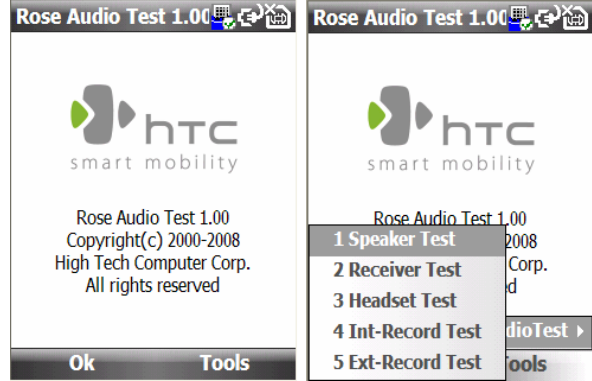 Rose Audio Test 1.00
hTC
smart mobility
Rose Audio Test 1.00
Copyright(c) 2000-2008
High Tech Computer Corp.
All rights reserved
Ok
Tools
Rose Audio Test 1.00
hTC
smart mobility
Rose Audio Test 1.00
2008
Corp.
ed
1 Speaker Test
2 Receiver Test
3 Headset Test
4 Int-Record Test
5 Ext-Record Test
dioTest
ools